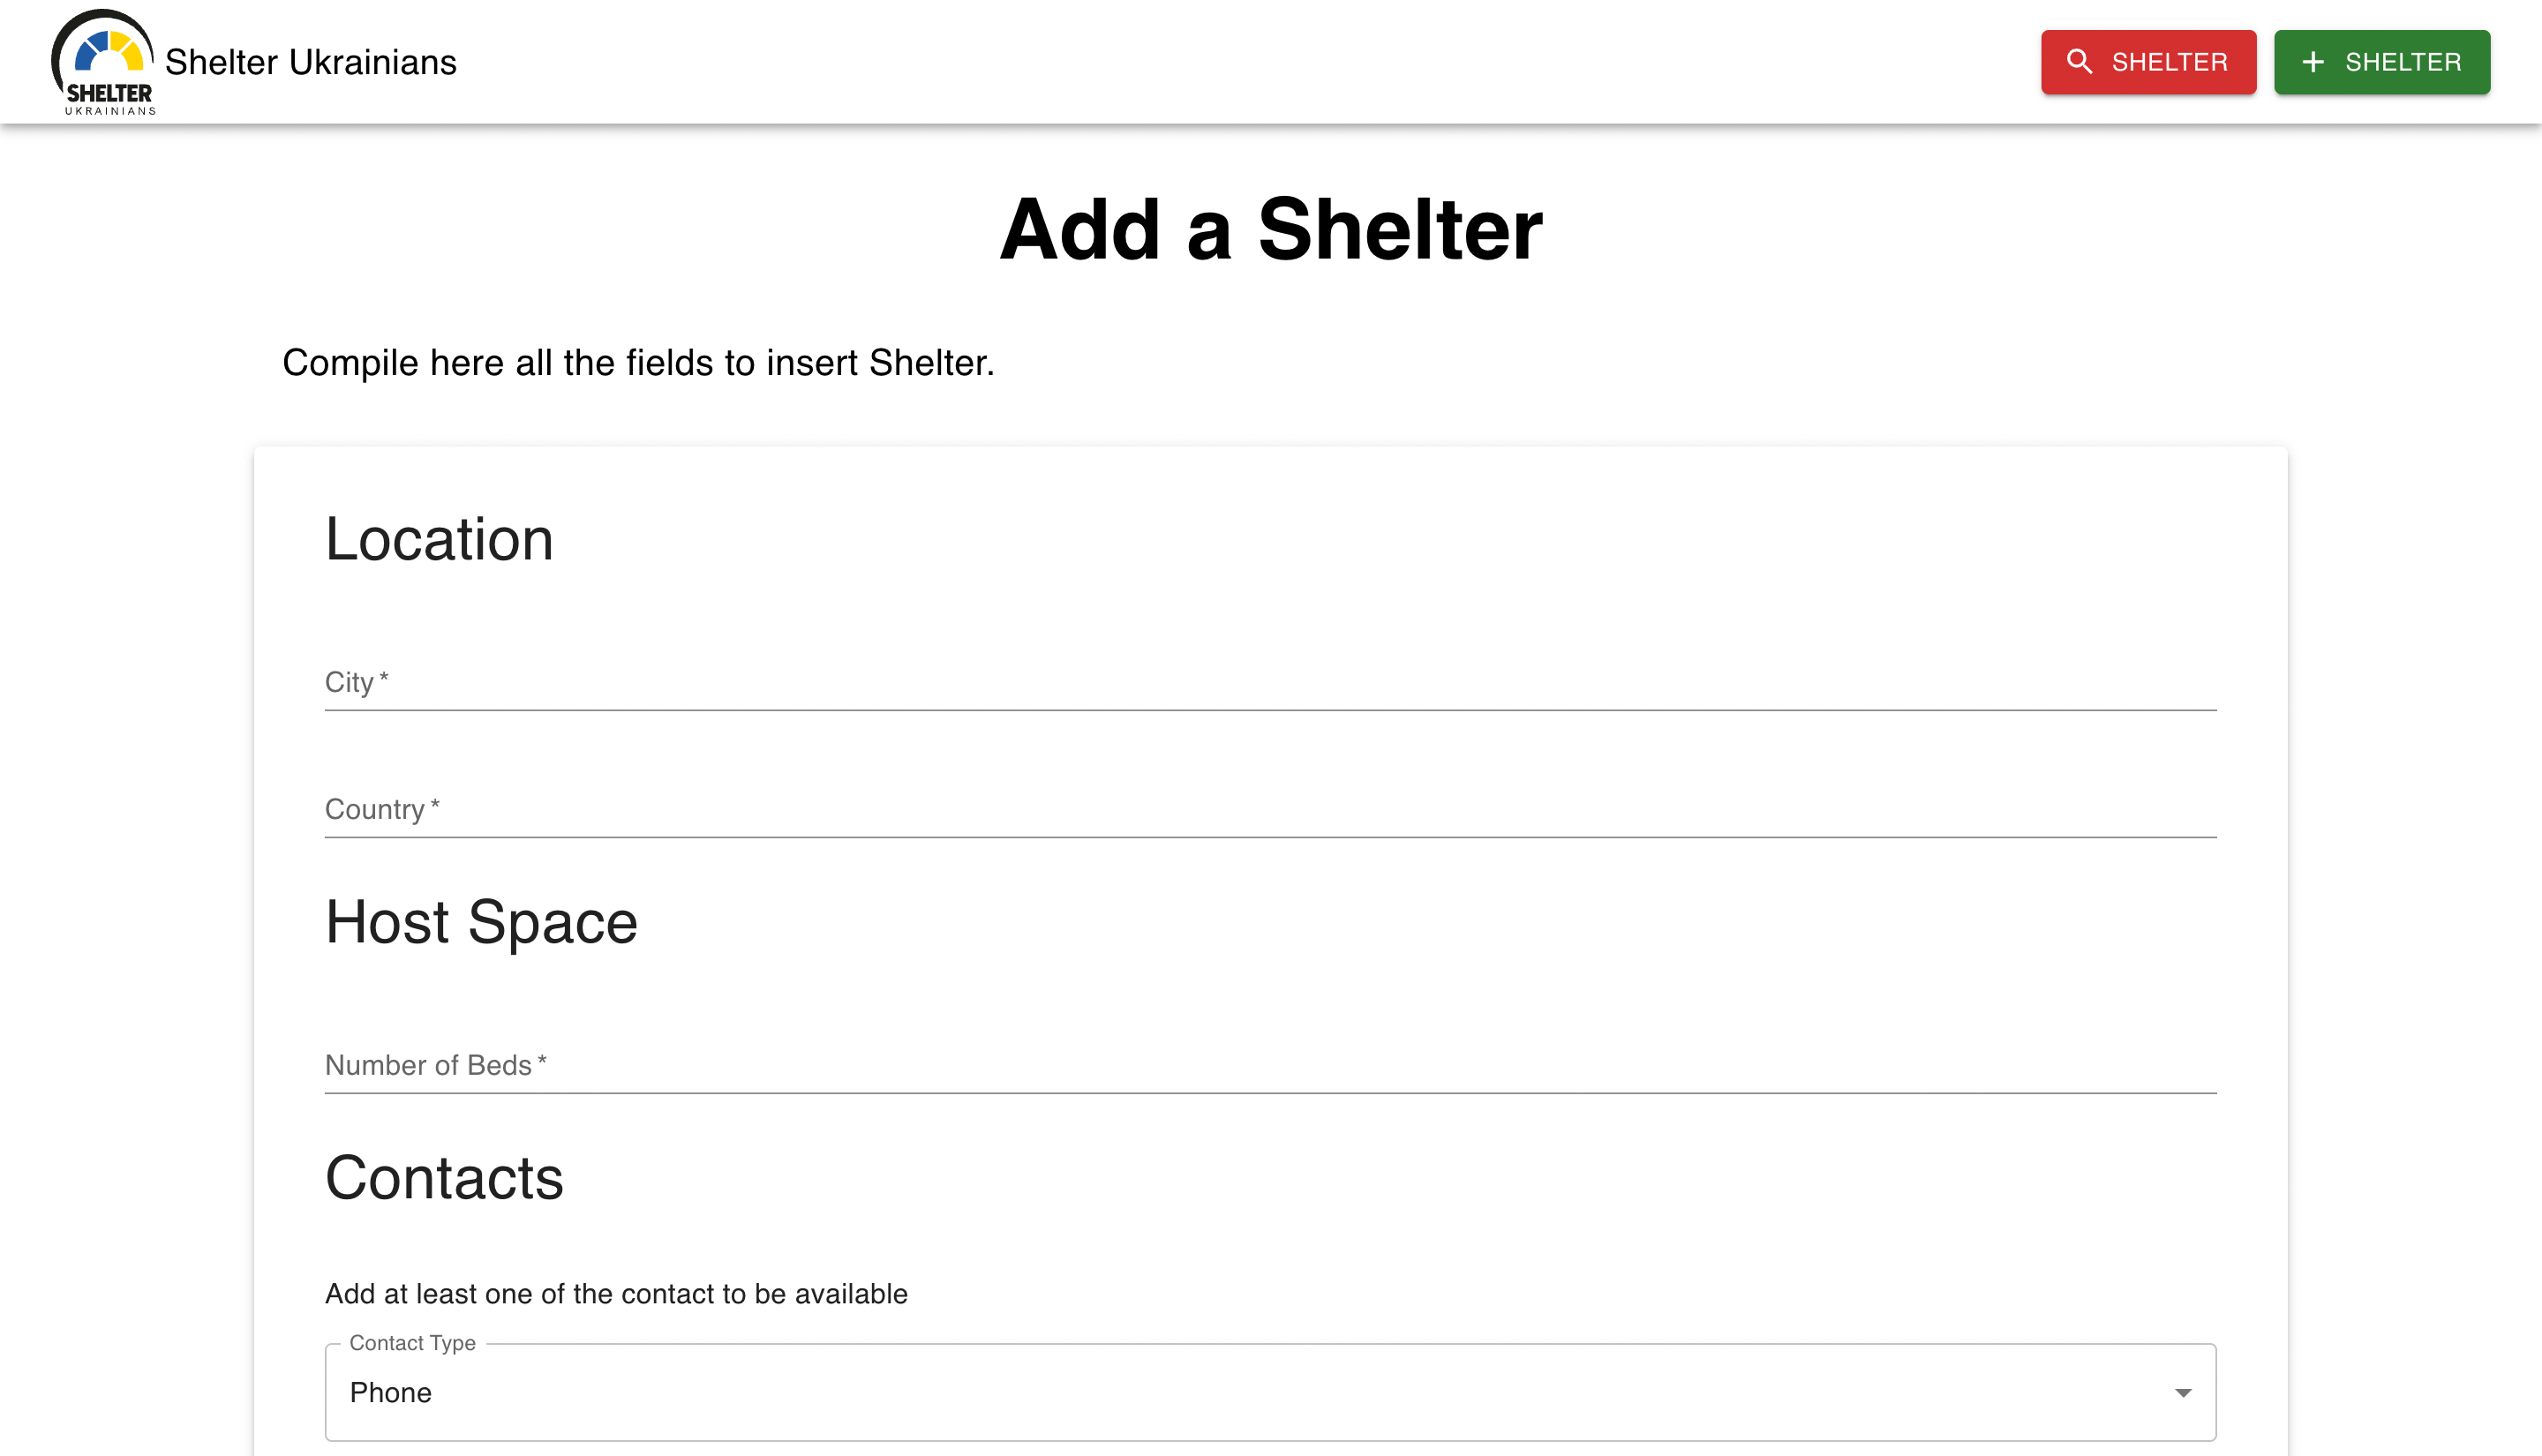 SHELTER
UKRAINIANS
Shelter Ukrainians
SHELTER
SHELTER
Add a Shelter
Compile here all the fields to insert Shelter.
Location
City *
Country *
Host Space
Number of Beds *
Contacts
Add at least one of the contact to be available
Contact Type
Phone